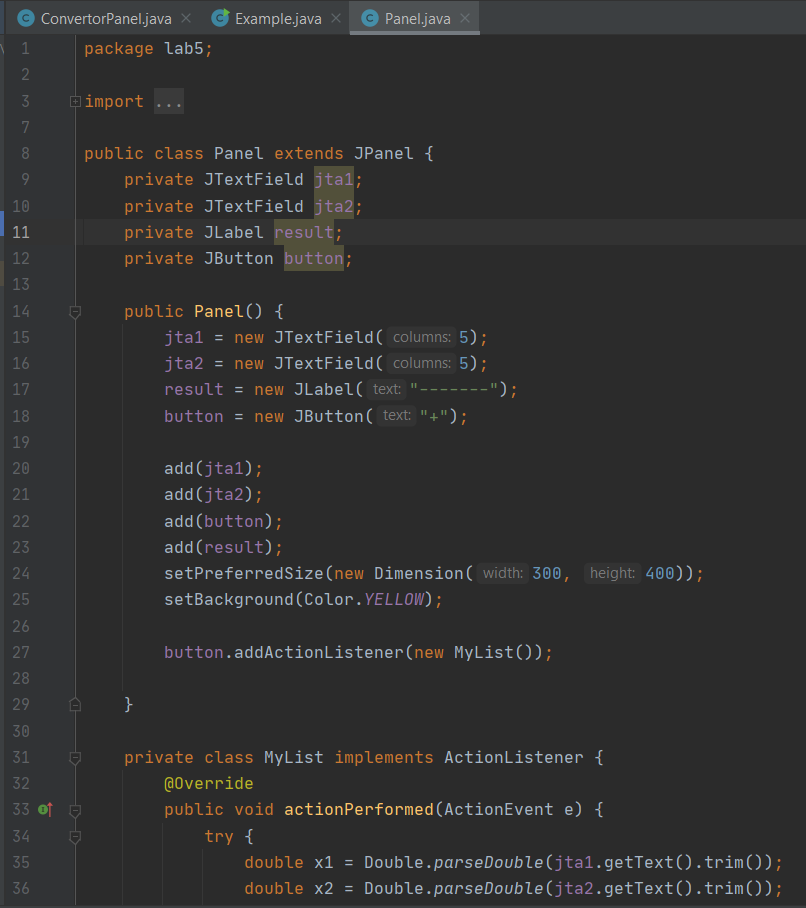 ConvertorPanel.java Example.java Panel.java
1 package lab5;
2
3 import ...
7
8 public class Panel extends JPanel {
9 private JTextField jta1;
10 private JTextField jta2;
11 private JLabel result;
12 private JButton button;
13
14 public Panel() {
15 jta1 = new JTextField( columns: 5);
16 jta2 = new JTextField( columns: 5);
17 result = new JLabel( text: "-------");
18 button = new JButton( text: "+");
19
20 add(jta1);
21 add(jta2);
22 add(button);
23 add(result);
24 setPreferredSize(new Dimension( width: 300, height: 400));
25 setBackground(Color.YELLOW);
26
27 button.addActionListener(new MyList());
28
29 }
30
31 private class MyList implements ActionListener {
32 @Override
33 public void actionPerformed(ActionEvent e) {
34 try {
35 double x1 = Double.parseDouble(jta1.getText().trim());
36 double x2 = Double.parseDouble(jta2.getText().trim());